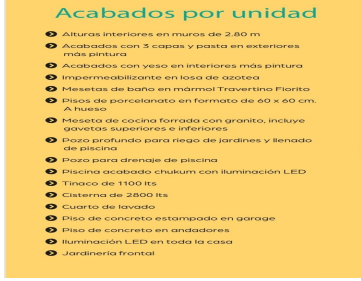 Acabados por unidad
Alturas interiores en muros de 2.80 m
Acabados con 3 capas y pasta en exteriores
más pintura
Acabados con yeso en interiores más pintura
Impermeabilizante en losa de azotea
Mesetas de baño en mármol Travertino Fiorito
Pisos de porcelanato en formato de 60 x 60 cm.
A hueso
Meseta de cocina forrada con granito, incluye
gavetas superiores e inferiores
Pozo profundo para riego de jardines y llenado
de piscina
Pozo para drenaje de piscina
Piscina acabado chukum con iluminación LED
Tinaco de 1100 lts
Cisterna de 2800 lts
Cuarto de lavado
Piso de concreto estampado en garage
Piso de concreto en andadores
Iluminación LED en toda la casa
Jardinería frontal